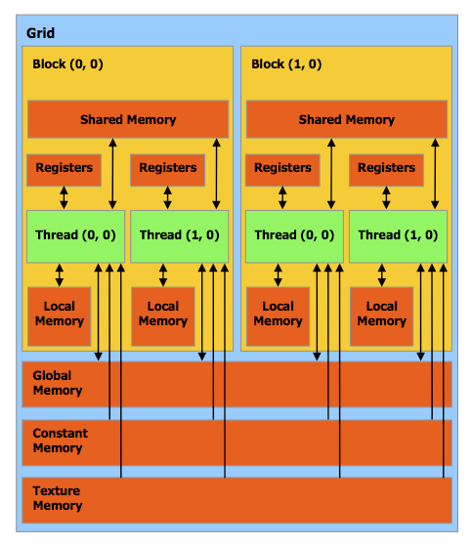 Grid
Block (0, 0)
Block (1, 0)
Shared Memory
Shared Memory
Registers
Registers
Registers
Registers
Thread (0, 0)
Thread (1, 0)
Thread (0, 0)
Thread (1, 0)
Local
Memory
Local
Memory
Local
Memory
Local
Memory
Global
Memory
Constant
Memory
Texture
Memory